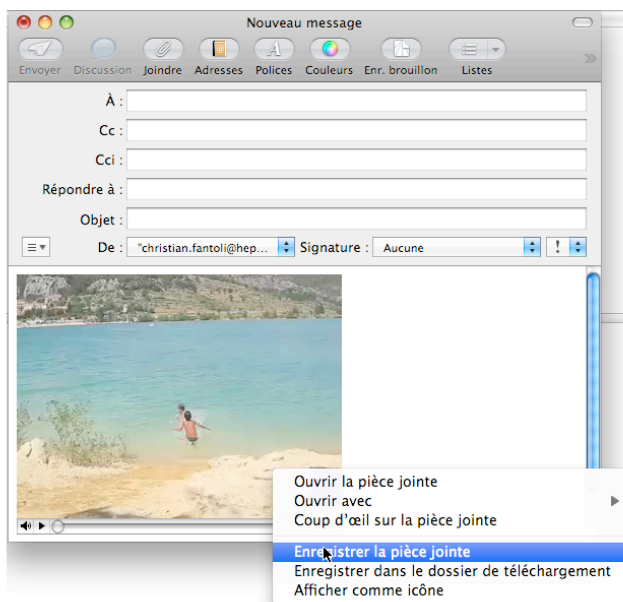 Nouveau message
Envoyer Discussion Joindre Adresses Polices Couleurs Enr. brouillon Listes
À :
Cc :
Cci :
Répondre à :
Objet :
De : "christian.fantoli@hep... Signature : Aucune !
Ouvrir la pièce jointe
Ouvrir avec
Coup d'œil sur la pièce jointe
Enregistrer la pièce jointe
Enregistrer dans le dossier de téléchargement
Afficher comme icône